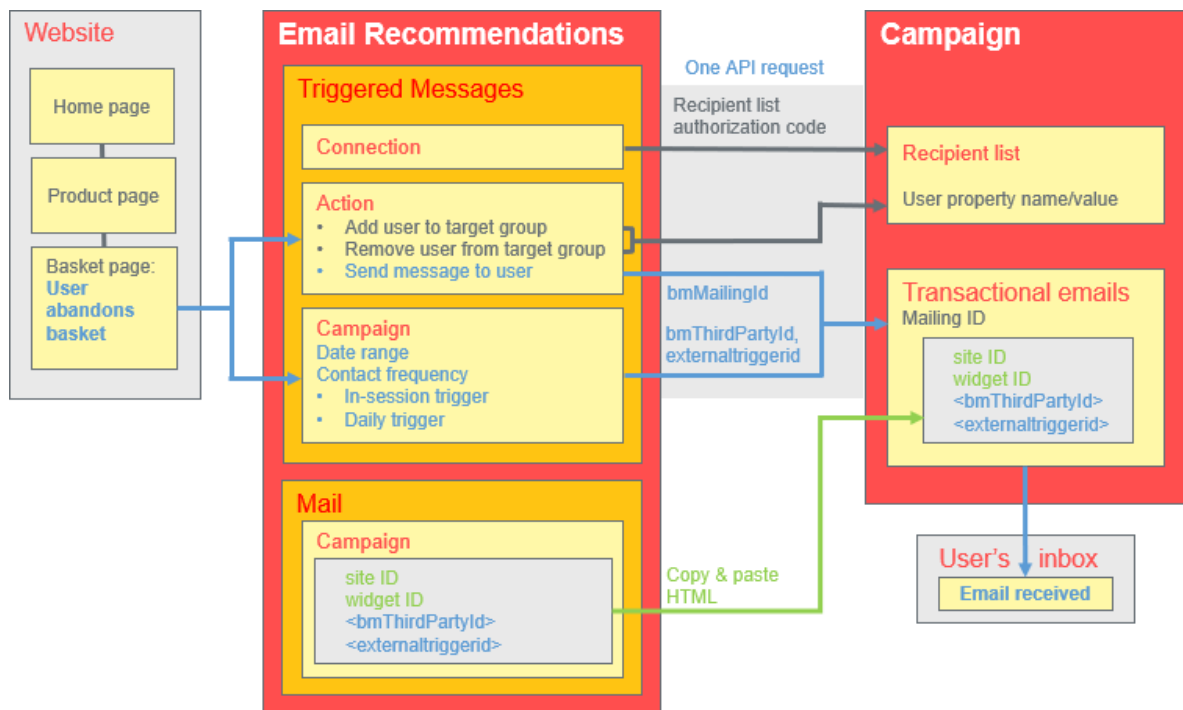 Website
Home page
Product page
Basket page:
User
abandons
basket
Email Recommendations
Triggered Messages
Connection
Action
• Add user to target group
• Remove user from target group
• Send message to user
Campaign
Date range
Contact frequency
• In-session trigger
• Daily trigger
Mail
Campaign
site ID
widget ID
<bmThirdPartyId>
<externaltriggerid>
One API request
Recipient list
authorization code
bmMailingId
bmThirdPartyId,
externaltriggerid
Copy & paste
HTML
Campaign
Recipient list
User property name/value
Transactional emails
Mailing ID
site ID
widget ID
<bmThirdPartyId>
<externaltriggerid>
User's inbox
Email received